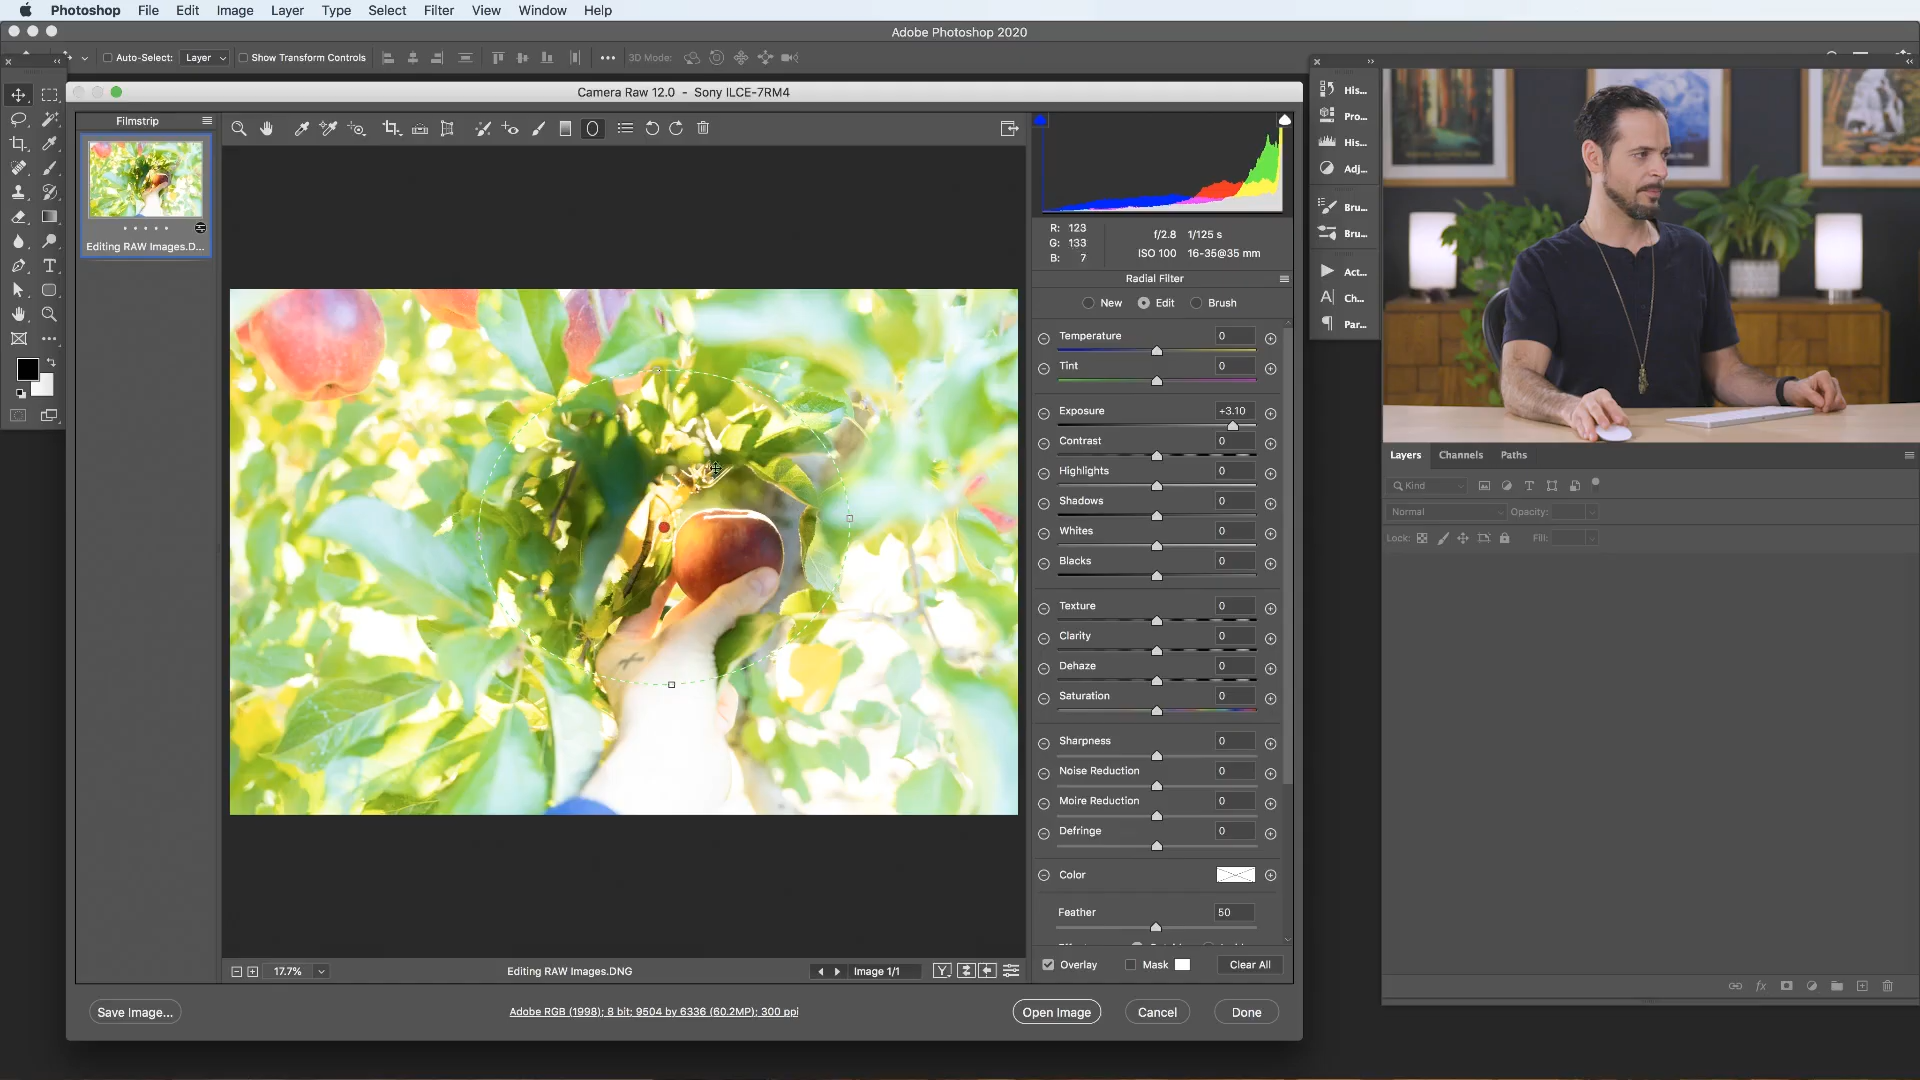 Photoshop File Edit Image Layer Type Select Filter View Window Help
Adobe Photoshop 2020
Auto-Select: Layer Show Transform Controls 3D Mode:
Camera Raw 12.0 - Sony ILCE-7RM4
Filmstrip
Editing RAW Images.D...
R: 123
G: 133
B: 7
f/2.8 1/125 s
ISO 100 16-35@35 mm
Radial Filter
New Edit Brush
Temperature 0
Tint 0
Exposure +3.10
Contrast 0
Highlights 0
Shadows 0
Whites 0
Blacks 0
Texture 0
Clarity 0
Dehaze 0
Saturation 0
Sharpness 0
Noise Reduction 0
Moire Reduction 0
Defringe 0
Color
Feather 50
Overlay Mask Clear All
17.7% Editing RAW Images.DNG Image 1/1
Save Image... Adobe RGB (1998); 8 bit; 9504 by 6336 (60.2MP); 300 ppi Open Image Cancel Done
His...
Pro...
His...
Adj...
Bru...
Bru...
Act...
Ch...
Par...
Layers Channels Paths
Kind
Normal Opacity:
Lock: Fill: